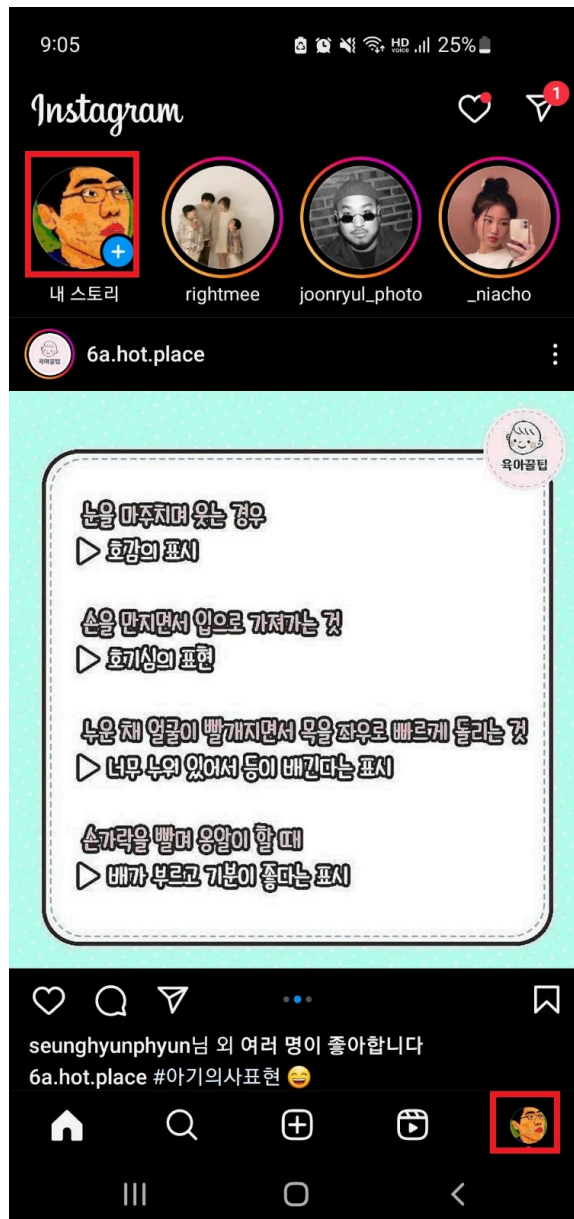 9:05
HD
Voice
25%
Instagram
1
내 스토리
rightmee
joonryul_photo
_niacho
6a.hot.place
육아꿀팁
육아꿀팁
눈을 마주치며 웃는 경우
▷ 호감의 표시
손을 만지면서 입으로 가져가는 것
▷ 호기심의 표현
누운 채 얼굴이 빨개지면서 목을 좌우로 빠르게 돌리는 것
▷ 너무 누워 있어서 등이 배긴다는 표시
손가락을 빨며 옹알이 할 때
▷ 배가 부르고 기분이 좋다는 표시
seunghyunphyun님 외 여러 명이 좋아합니다
6a.hot.place #아기의사표현 😄